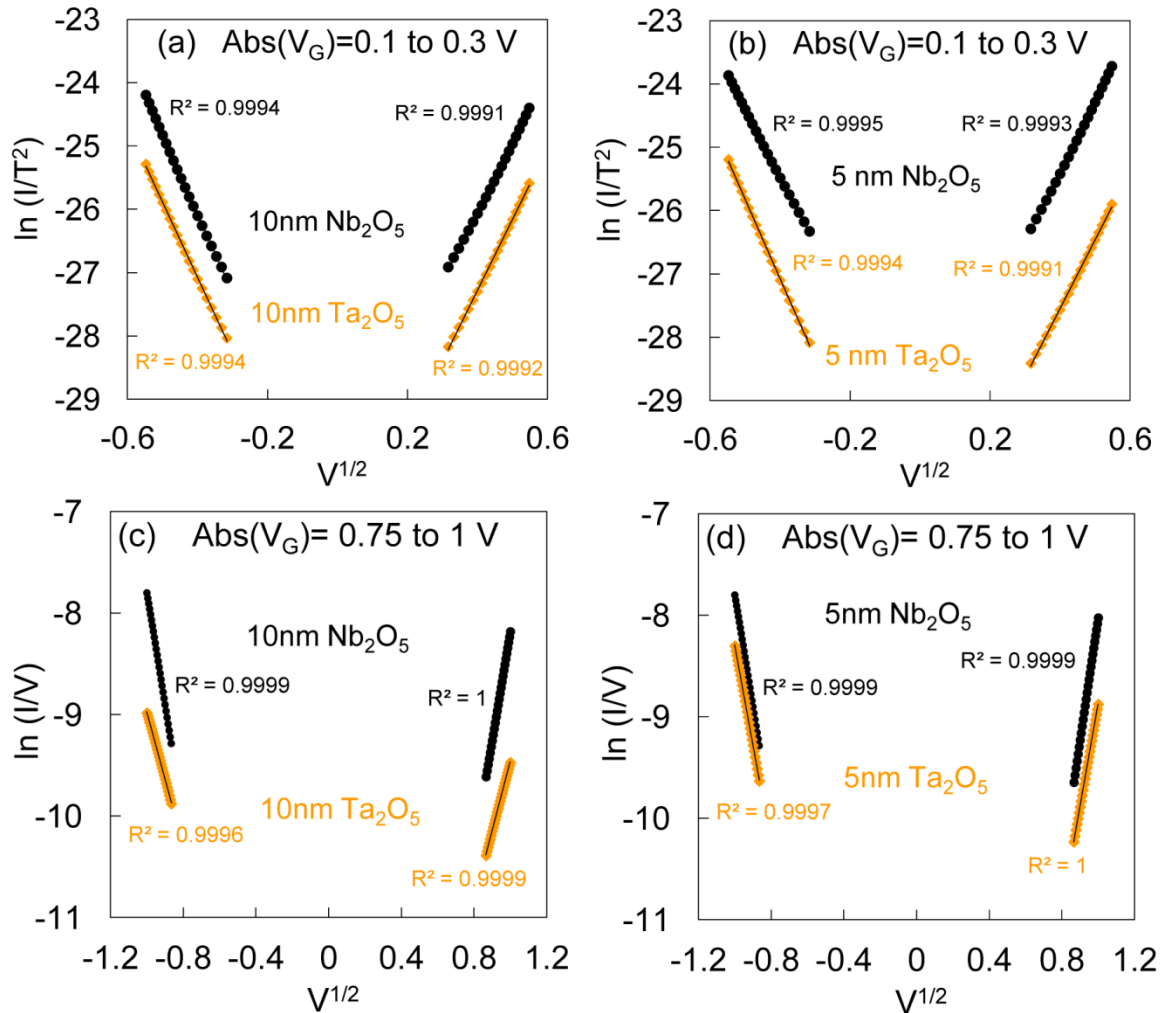 (a) Abs(V_G)=0.1 to 0.3 V
ln (I/T²)
-23
-24
-25
-26
-27
-28
-29
R² = 0.9994
R² = 0.9991
10nm Nb₂O₅
10nm Ta₂O₅
R² = 0.9994
R² = 0.9992
-0.6
-0.2
0.2
0.6
V^{1/2}
(b) Abs(V_G)=0.1 to 0.3 V
ln (I/T²)
-23
-24
-25
-26
-27
-28
-29
R² = 0.9995
R² = 0.9993
5 nm Nb₂O₅
R² = 0.9994
R² = 0.9991
5 nm Ta₂O₅
-0.6
-0.2
0.2
0.6
V^{1/2}
(c) Abs(V_G)= 0.75 to 1 V
ln (I/V)
-7
-8
-9
-10
-11
10nm Nb₂O₅
R² = 0.9999
R² = 1
10nm Ta₂O₅
R² = 0.9996
R² = 0.9999
-1.2
-0.8
-0.4
0
0.4
0.8
1.2
V^{1/2}
(d) Abs(V_G)= 0.75 to 1 V
ln (I/V)
-7
-8
-9
-10
-11
5nm Nb₂O₅
R² = 0.9999
R² = 0.9999
5nm Ta₂O₅
R² = 0.9997
R² = 1
-1.2
-0.8
-0.4
0
0.4
0.8
1.2
V^{1/2}